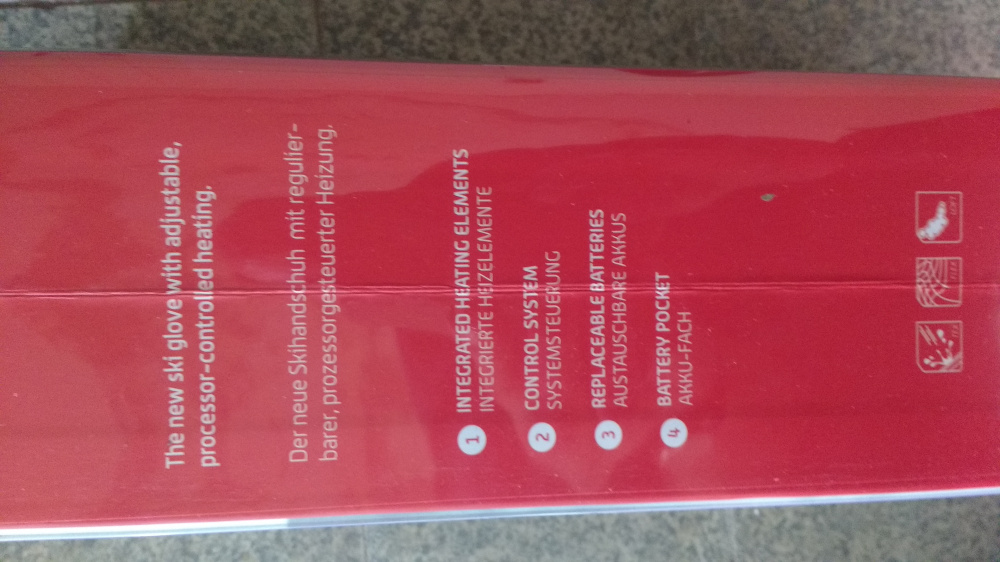 The new ski glove with adjustable,
processor-controlled heating.
Der neue Skihandschuh mit regulier-
barer, prozessorgesteuerter Heizung.
1 INTEGRATED HEATING ELEMENTS
INTEGRIERTE HEIZELEMENTE
2 CONTROL SYSTEM
SYSTEMSTEUERUNG
3 REPLACEABLE BATTERIES
AUSTAUSCHBARE AKKUS
4 BATTERY POCKET
AKKU-FACH